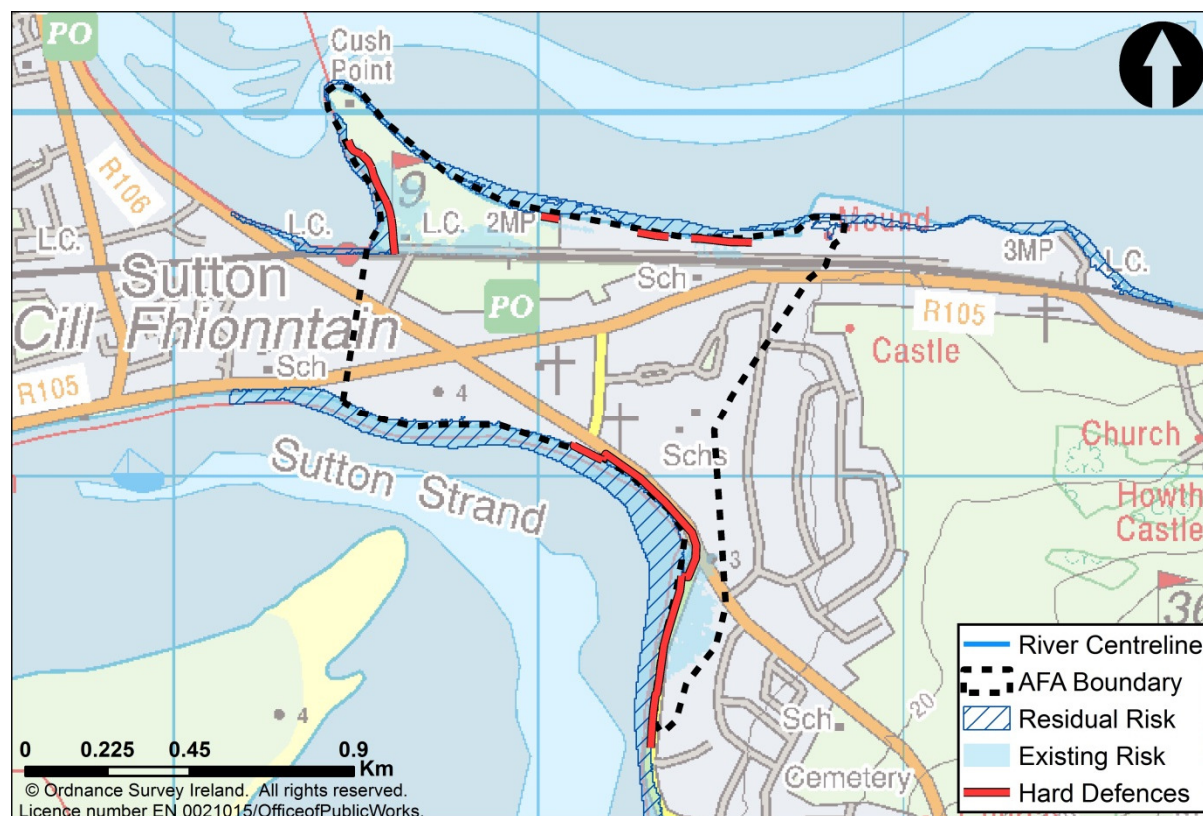 PO
Cush
Point
R106
9
L.C.
L.C.
L.C.
2MP
Mound
3MP
L.C.
Sutton
Cill Fhionntain
PO
Sch
R105
Castle
Sch
R105
4
Church
Schs
Howth
Castle
Sutton Strand
3
36
4
20
Sch
Cemetery
River Centreline
AFA Boundary
Residual Risk
Existing Risk
Hard Defences
0 0.225 0.45 0.9
Km
© Ordnance Survey Ireland. All rights reserved.
Licence number EN 0021015/OfficeofPublicWorks.